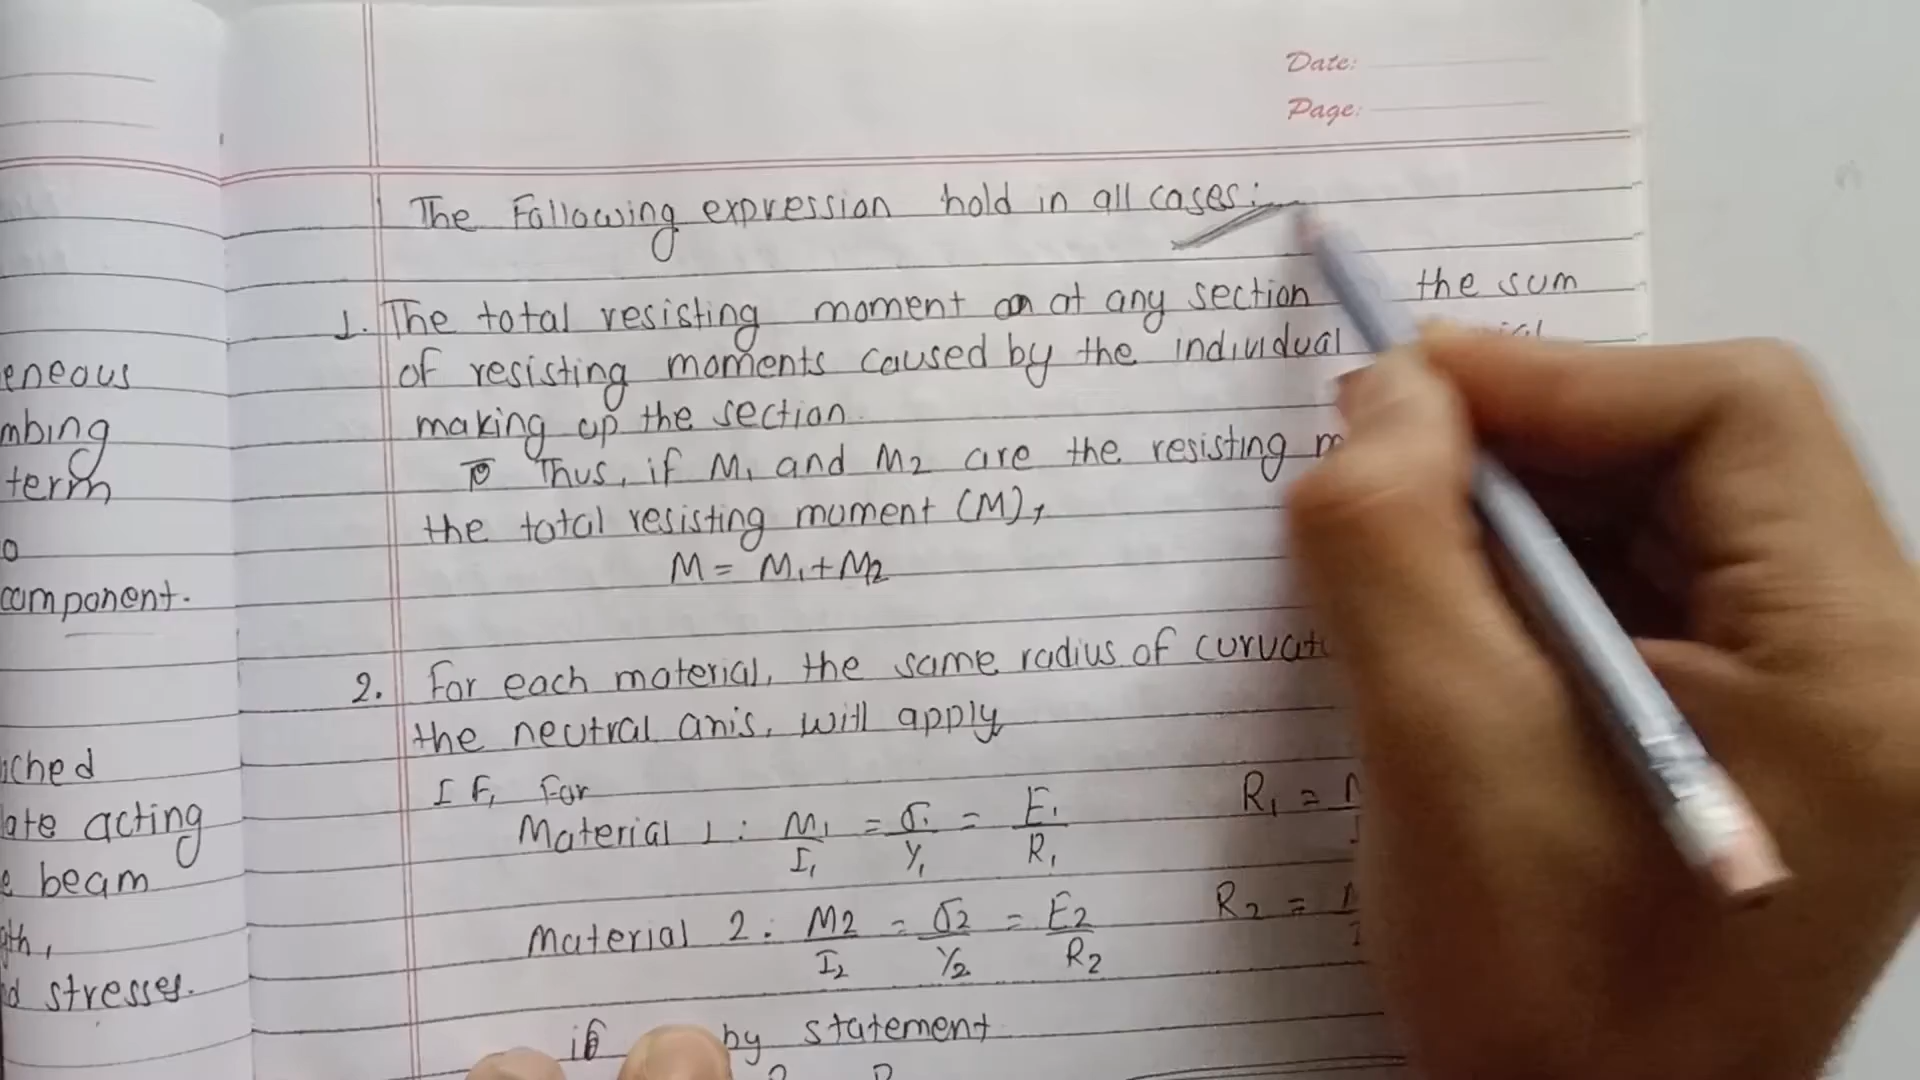 Date:
Page:
The Following expression hold in all cases:
1. The total resisting moment at any section the sum
of resisting moments caused by the individual
making up the section.
Thus, if M1 and M2 are the resisting
the total resisting moment (M),
M = M1+M2
2. For each material, the same radius of
the neutral anis, will apply
If, For
Material 1: M1/I1 = σ1/Y1 = E1/R1 R1 =
Material 2: M2/I2 = σ2/Y2 = E2/R2 R2 =
if by statement
eneous
mbing
term
component.
ched
ate acting
beam
gth,
d stresses.